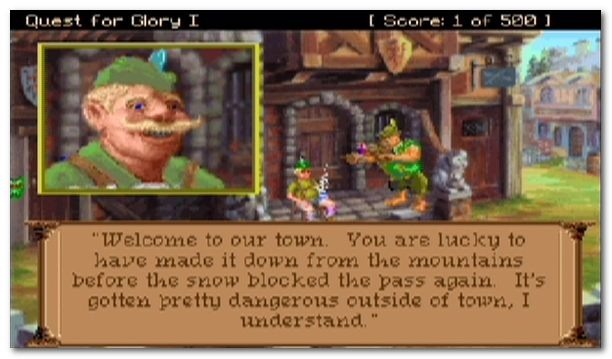 Quest for Glory I [ Score: 1 of 500 ]
"Welcome to our town. You are lucky to
have made it down from the mountains
before the snow blocked the pass again. It's
gotten pretty dangerous outside of town, I
understand."